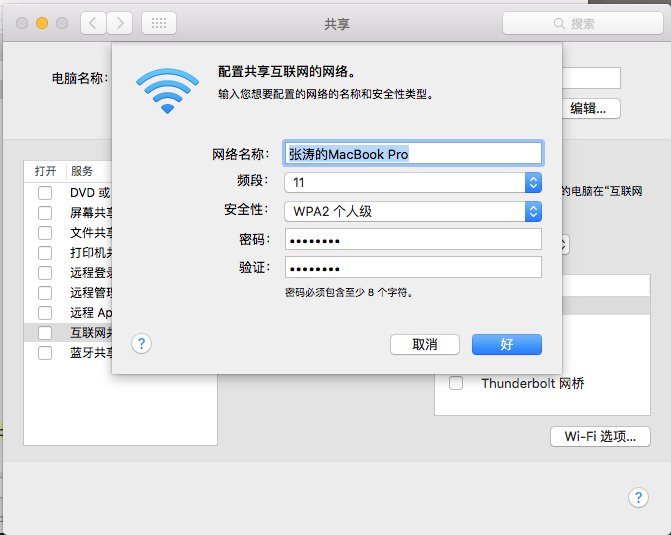 共享
搜索
电脑名称：
编辑...
配置共享互联网的网络。
输入您想要配置的网络的名称和安全性类型。
网络名称：
张涛的MacBook Pro
频段：
11
安全性：
WPA2 个人级
密码：
••••••••
验证：
••••••••
密码必须包含至少 8 个字符。
?
取消
好
打开 服务
DVD 或
屏幕共享
文件共享
打印机共
远程登录
远程管理
远程 Ap
互联网共
蓝牙共享
的电脑在“互联网
Thunderbolt 网桥
Wi-Fi 选项...
?